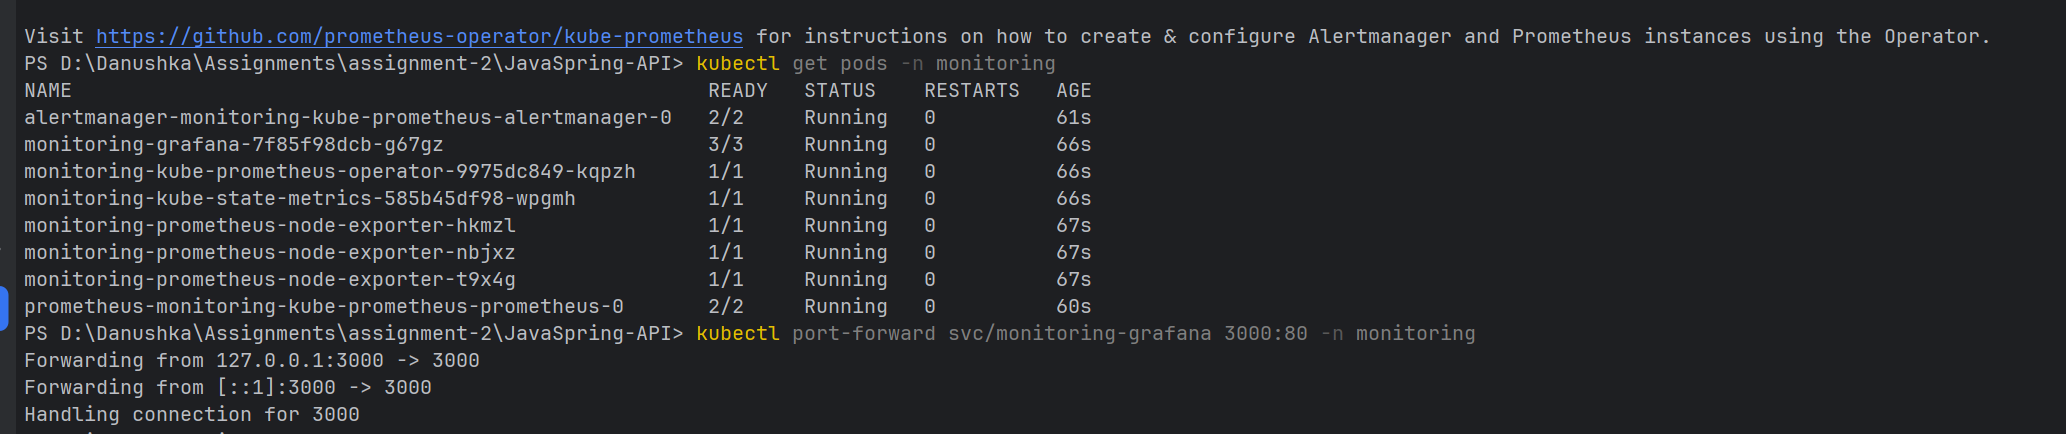 Visit https://github.com/prometheus-operator/kube-prometheus for instructions on how to create & configure Alertmanager and Prometheus instances using the Operator.
PS D:\Danushka\Assignments\assignment-2\JavaSpring-API> kubectl get pods -n monitoring
NAME READY STATUS RESTARTS AGE
alertmanager-monitoring-kube-prometheus-alertmanager-0 2/2 Running 0 61s
monitoring-grafana-7f85f98dcb-g67gz 3/3 Running 0 66s
monitoring-kube-prometheus-operator-9975dc849-kqpzh 1/1 Running 0 66s
monitoring-kube-state-metrics-585b45df98-wpgmh 1/1 Running 0 66s
monitoring-prometheus-node-exporter-hkmzl 1/1 Running 0 67s
monitoring-prometheus-node-exporter-nbjxz 1/1 Running 0 67s
monitoring-prometheus-node-exporter-t9x4g 1/1 Running 0 67s
prometheus-monitoring-kube-prometheus-prometheus-0 2/2 Running 0 60s
PS D:\Danushka\Assignments\assignment-2\JavaSpring-API> kubectl port-forward svc/monitoring-grafana 3000:80 -n monitoring
Forwarding from 127.0.0.1:3000 -> 3000
Forwarding from [::1]:3000 -> 3000
Handling connection for 3000